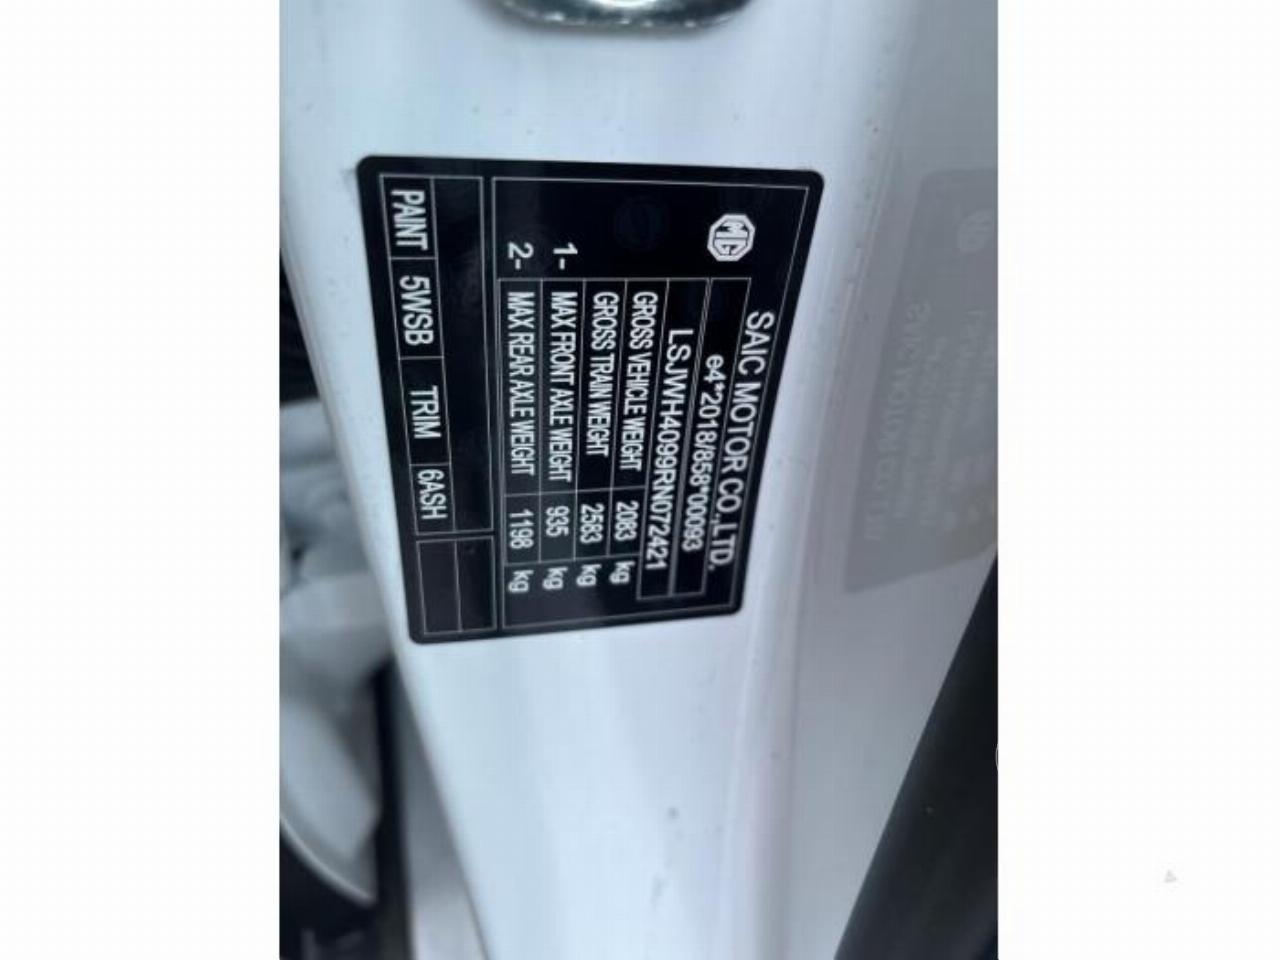 MG
SAIC MOTOR CO.,LTD.
e4*2018/858*00093
LSJWH4099RN072421
GROSS VEHICLE WEIGHT 2083 kg
GROSS TRAIN WEIGHT 2583 kg
1- MAX FRONT AXLE WEIGHT 935 kg
2- MAX REAR AXLE WEIGHT 1198 kg
PAINT 5WSB TRIM 6ASH